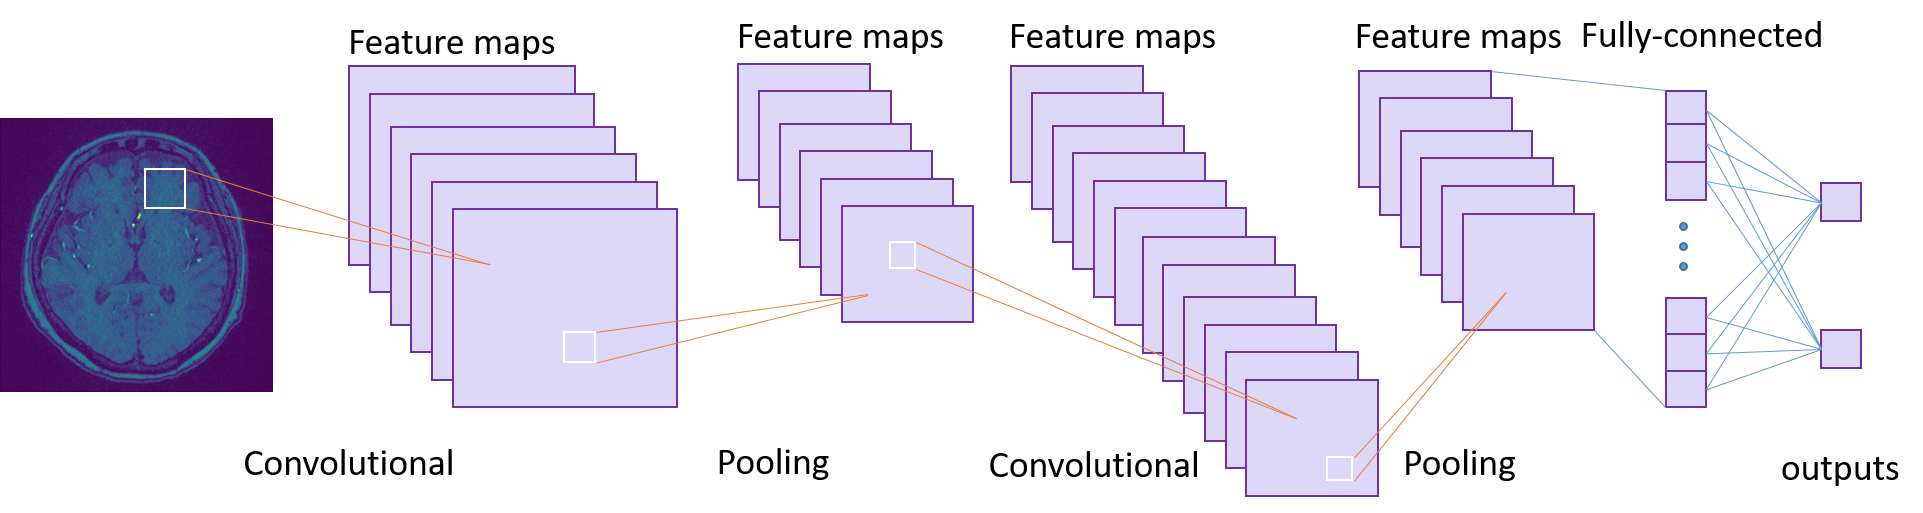 Feature maps
Feature maps
Feature maps
Feature maps
Fully-connected
Convolutional
Pooling
Convolutional
Pooling
outputs